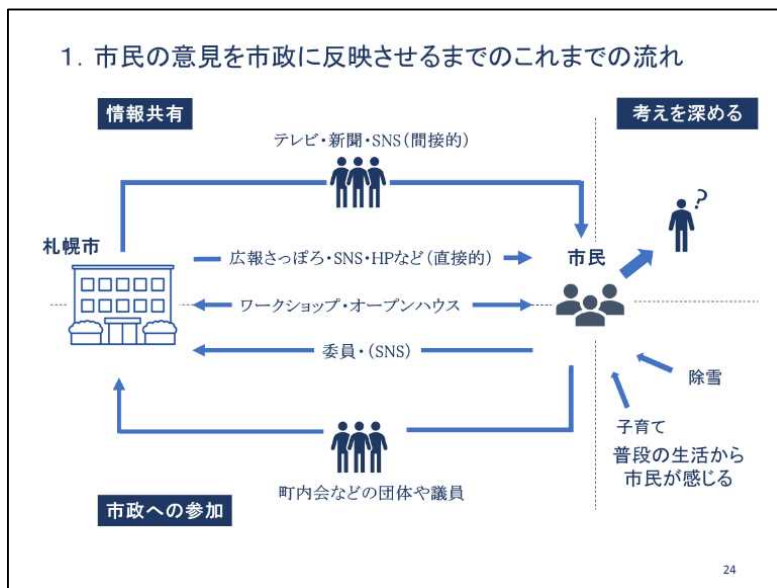 1. 市民の意見を市政に反映させるまでのこれまでの流れ
情報共有
考えを深める
テレビ・新聞・SNS(間接的)
?
札幌市
広報さっぽろ・SNS・HPなど(直接的)
市民
ワークショップ・オープンハウス
委員・(SNS)
除雪
子育て
普段の生活から
市民が感じる
町内会などの団体や議員
市政への参加
24